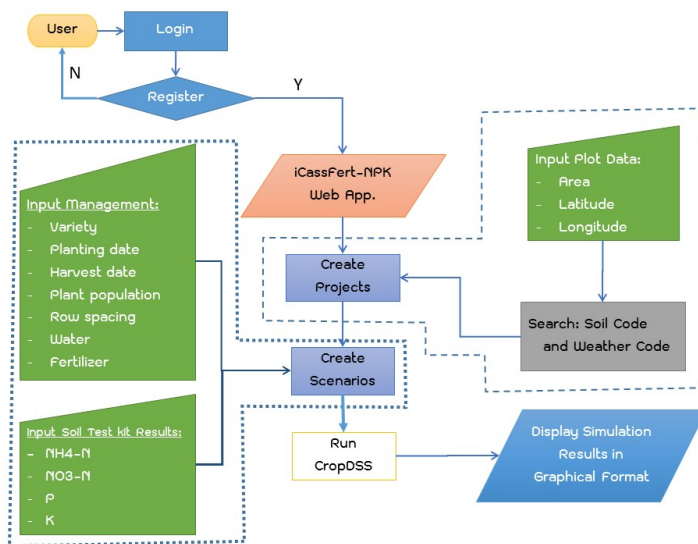 User
Login
N
Register
Y
iCassFert-NPK
Web App.
Input Plot Data:
- Area
- Latitude
- Longitude
Input Management:
- Variety
- Planting date
- Harvest date
- Plant population
- Row spacing
- Water
- Fertilizer
Create
Projects
Search: Soil Code
and Weather Code
Create
Scenarios
Input Soil Test kit Results:
- NH4-N
- NO3-N
- P
- K
Run
CropDSS
Display Simulation
Results in
Graphical Format